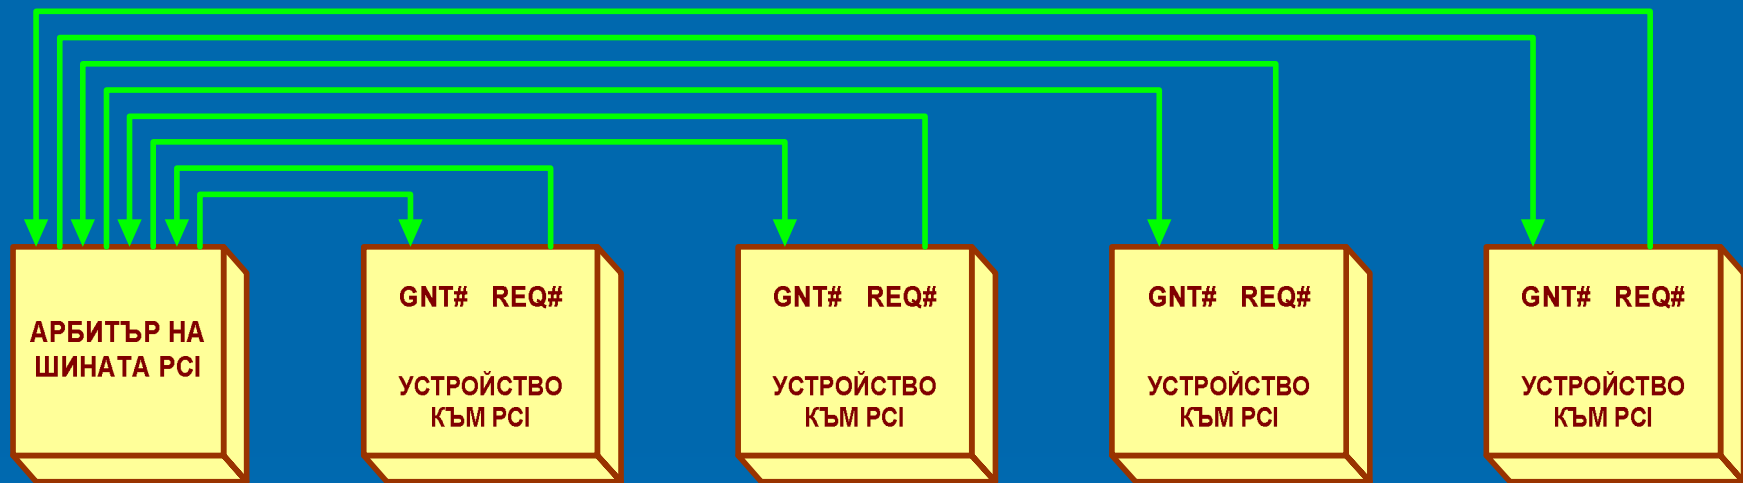 АРБИТЪР НА
ШИНАТА PCI
GNT# REQ#
УСТРОЙСТВО
КЪМ PCI
GNT# REQ#
УСТРОЙСТВО
КЪМ PCI
GNT# REQ#
УСТРОЙСТВО
КЪМ PCI
GNT# REQ#
УСТРОЙСТВО
КЪМ PCI